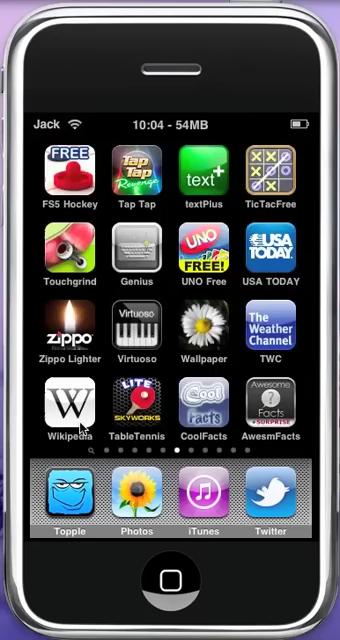 Jack 10:04 - 54MB
FREE Tap Tap Revenge text+ X X X
FS5 Hockey Tap Tap textPlus TicTacFree
UNO FREE! USA TODAY
Touchgrind Genius UNO Free USA TODAY
zippo Virtuoso The Weather Channel
Zippo Lighter Virtuoso Wallpaper TWC
W LITE SKYWORKS Cool Facts Awesome Facts ? +SURPRISE
Wikipedia TableTennis CoolFacts AwesmFacts
Topple Photos iTunes Twitter